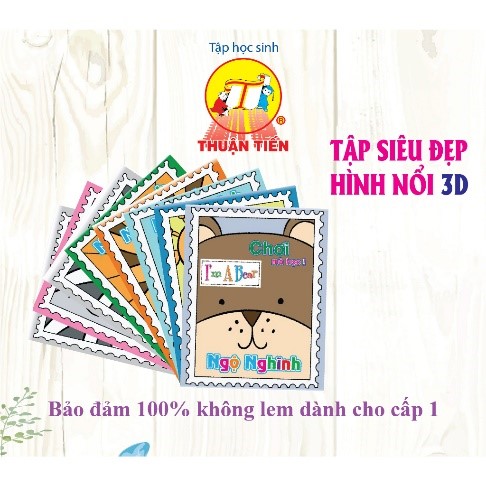 Tập học sinh
T
®
THUẬN TIẾN
TẬP SIÊU ĐẸP
HÌNH NỔI 3D
Chơi
I'm A Bear
Ngộ Nghĩnh
Bảo đảm 100% không lem dành cho cấp 1